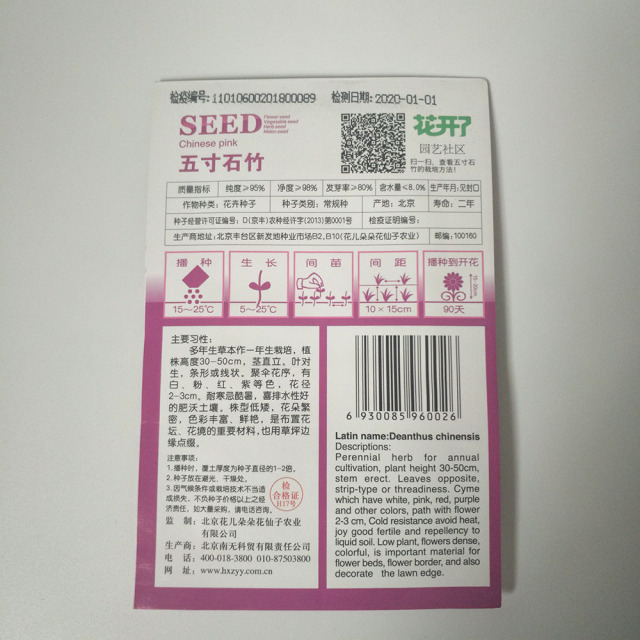 检疫编号: 11010600201800089 检测日期: 2020-01-01
SEED
Flower seed
Vegetable seed
Herb seed
Melon seed
Chinese pink
五寸石竹
花开了
园艺社区
扫一扫，查看五寸石
竹的栽培方法！
质量指标 纯度≥95% 净度≥98% 发芽率≥80% 含水量≤8.0% 生产年月:见封口
作物种类: 花卉种子 种子类别: 常规种 产地: 北京 寿命: 二年
种子经营许可证编号: D(京丰)农种经许字(2013)第0001号 检疫证明编号:
生产商地址: 北京丰台区新发地种业市场B2,B10(花儿朵朵花仙子农业) 邮编: 100160
播种 生长 间苗 间距 播种到开花
15～25℃ 5～25℃ 10×15cm 90天
主要习性:
多年生草本作一年生栽培，植
株高度30-50cm，茎直立。叶对
生，条形或线状。聚伞花序，有
白、粉、红、紫等色，花径
2-3cm。耐寒忌酷暑，喜排水性好
的肥沃土壤。株型低矮，花朵繁
密，色彩丰富、鲜艳，是布置花
坛、花境的重要材料，也用草坪边
缘点缀。
注意事项:
1.播种时，覆土厚度为种子直径的1-2倍。
2.种子放在避光、干燥处。
3.因气候条件或栽培技术不当造
成损失，不负种子价格以上之经
济责任，如大量采购，请电话咨询。
检
合格证
日17号
监制: 北京花儿朵朵花仙子农业
有限公司
生产商: 北京南无科贸有限责任公司
电话: 400-018-3800 010-87503800
网址: www.hxzyy.com.cn
6 930085 960026
Latin name:Deanthus chinensis
Descriptions:
Perennial herb for annual
cultivation, plant height 30-50cm,
stem erect. Leaves opposite,
strip-type or threadiness. Cyme
which have white, pink, red, purple
and other colors, path with flower
2-3 cm, Cold resistance avoid heat,
joy good fertile and repellency to
liquid soil. Low plant, flowers dense,
colorful, is important material for
flower beds, flower border, and also
decorate the lawn edge.